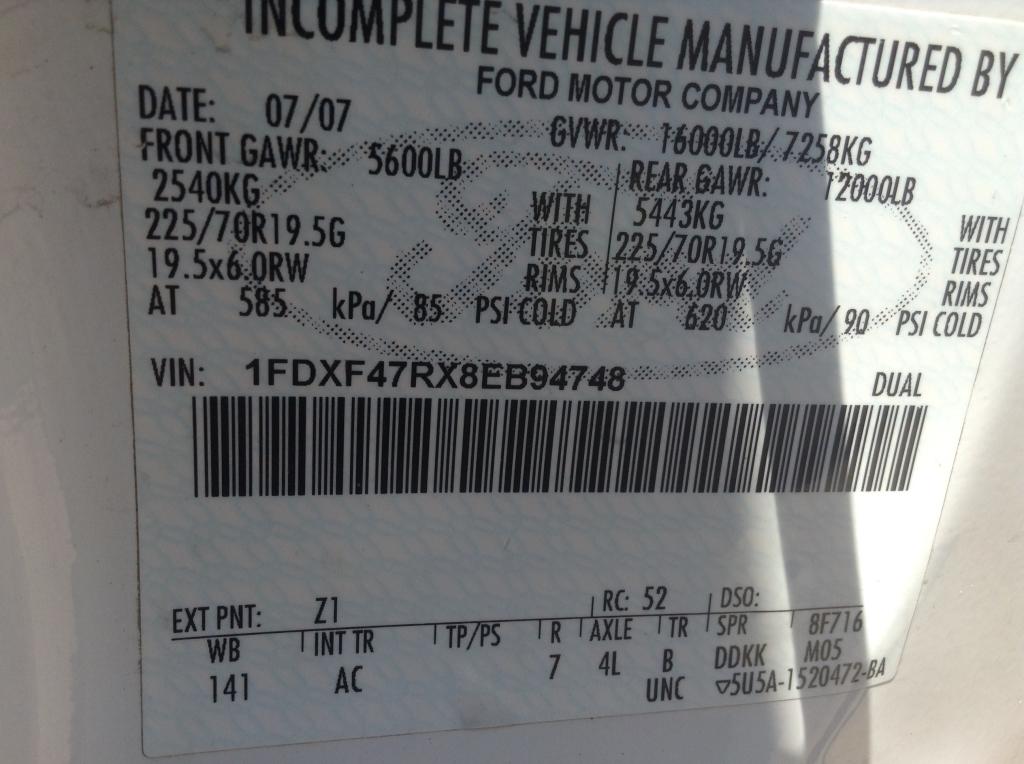 INCOMPLETE VEHICLE MANUFACTURED BY
FORD MOTOR COMPANY
DATE: 07/07
GVWR: 16000LB/ 7258KG
FRONT GAWR: 5600LB
REAR GAWR: 12000LB
2540KG WITH 5443KG WITH
225/70R19.5G TIRES 225/70R19.5G TIRES
19.5x6.0RW RIMS 19.5x6.0RW RIMS
AT 585 kPa/ 85 PSI COLD AT 620 kPa/ 90 PSI COLD
VIN: 1FDXF47RX8EB94748
DUAL
EXT PNT: Z1 RC: 52 DSO:
WB INT TR TP/PS R AXLE TR SPR 8F716
141 AC 7 4L B DDKK M05
UNC ▽5U5A-1520472-BA